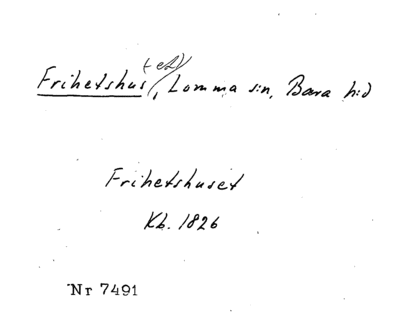 Frihetshus (-et), Lomma s:n, Bara h:d
Frihetshuset
Kb. 1826
Nr 7491